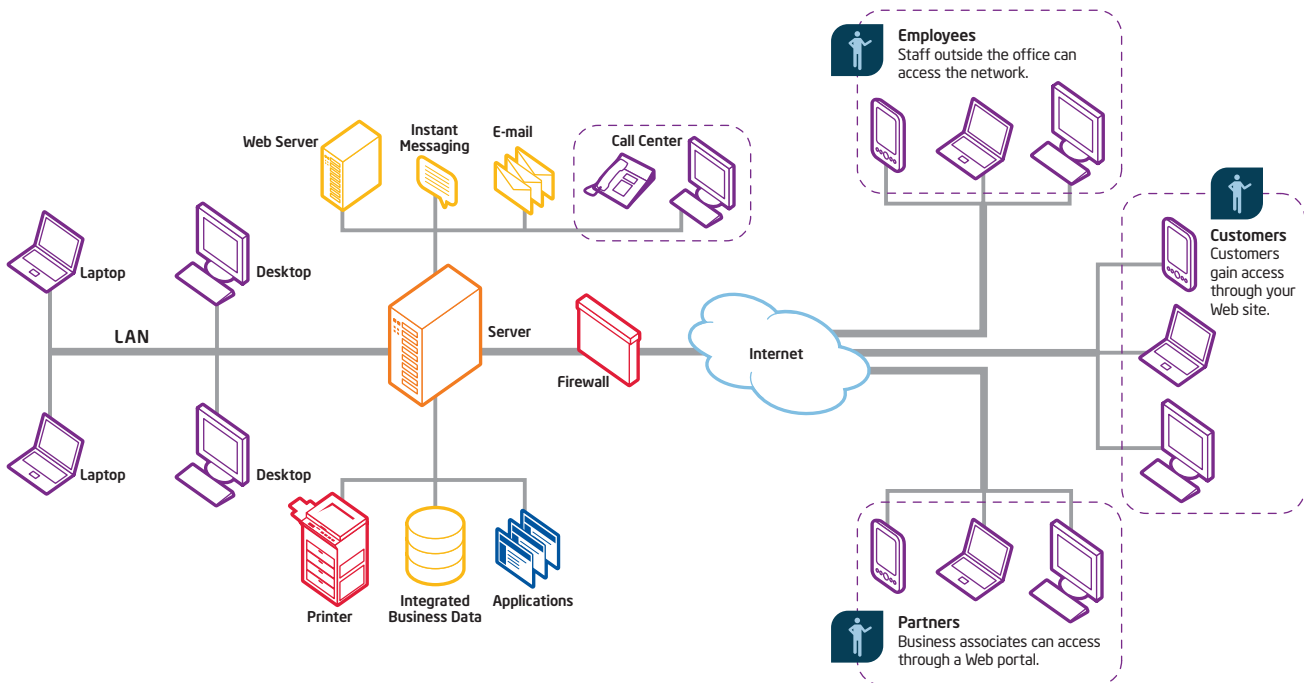 Employees
Staff outside the office can
access the network.
Web Server
Instant
Messaging
E-mail
Call Center
Customers
Customers
gain access
through your
Web site.
Laptop
Desktop
LAN
Server
Firewall
Internet
Laptop
Desktop
Printer
Integrated
Business Data
Applications
Partners
Business associates can access
through a Web portal.